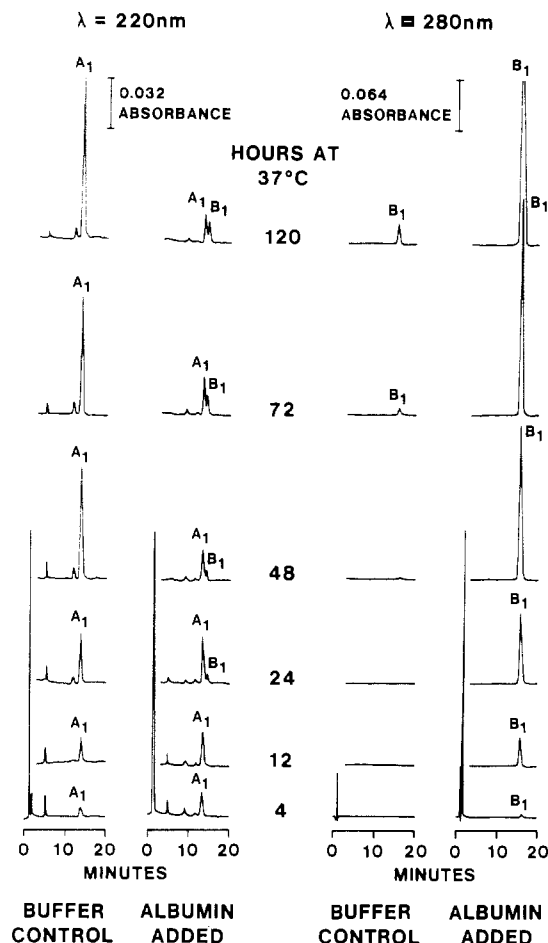 λ = 220nm
λ = 280nm
A1
0.032
ABSORBANCE
0.064
ABSORBANCE
B1
HOURS AT
37°C
A1 B1
120
B1
B1
A1
A1
B1
72
B1
A1
A1
B1
48
B1
A1
A1
B1
24
B1
A1
A1
12
B1
A1
A1
4
B1
0 10 20
0 10 20
0 10 20
0 10 20
MINUTES
MINUTES
BUFFER
CONTROL
ALBUMIN
ADDED
BUFFER
CONTROL
ALBUMIN
ADDED